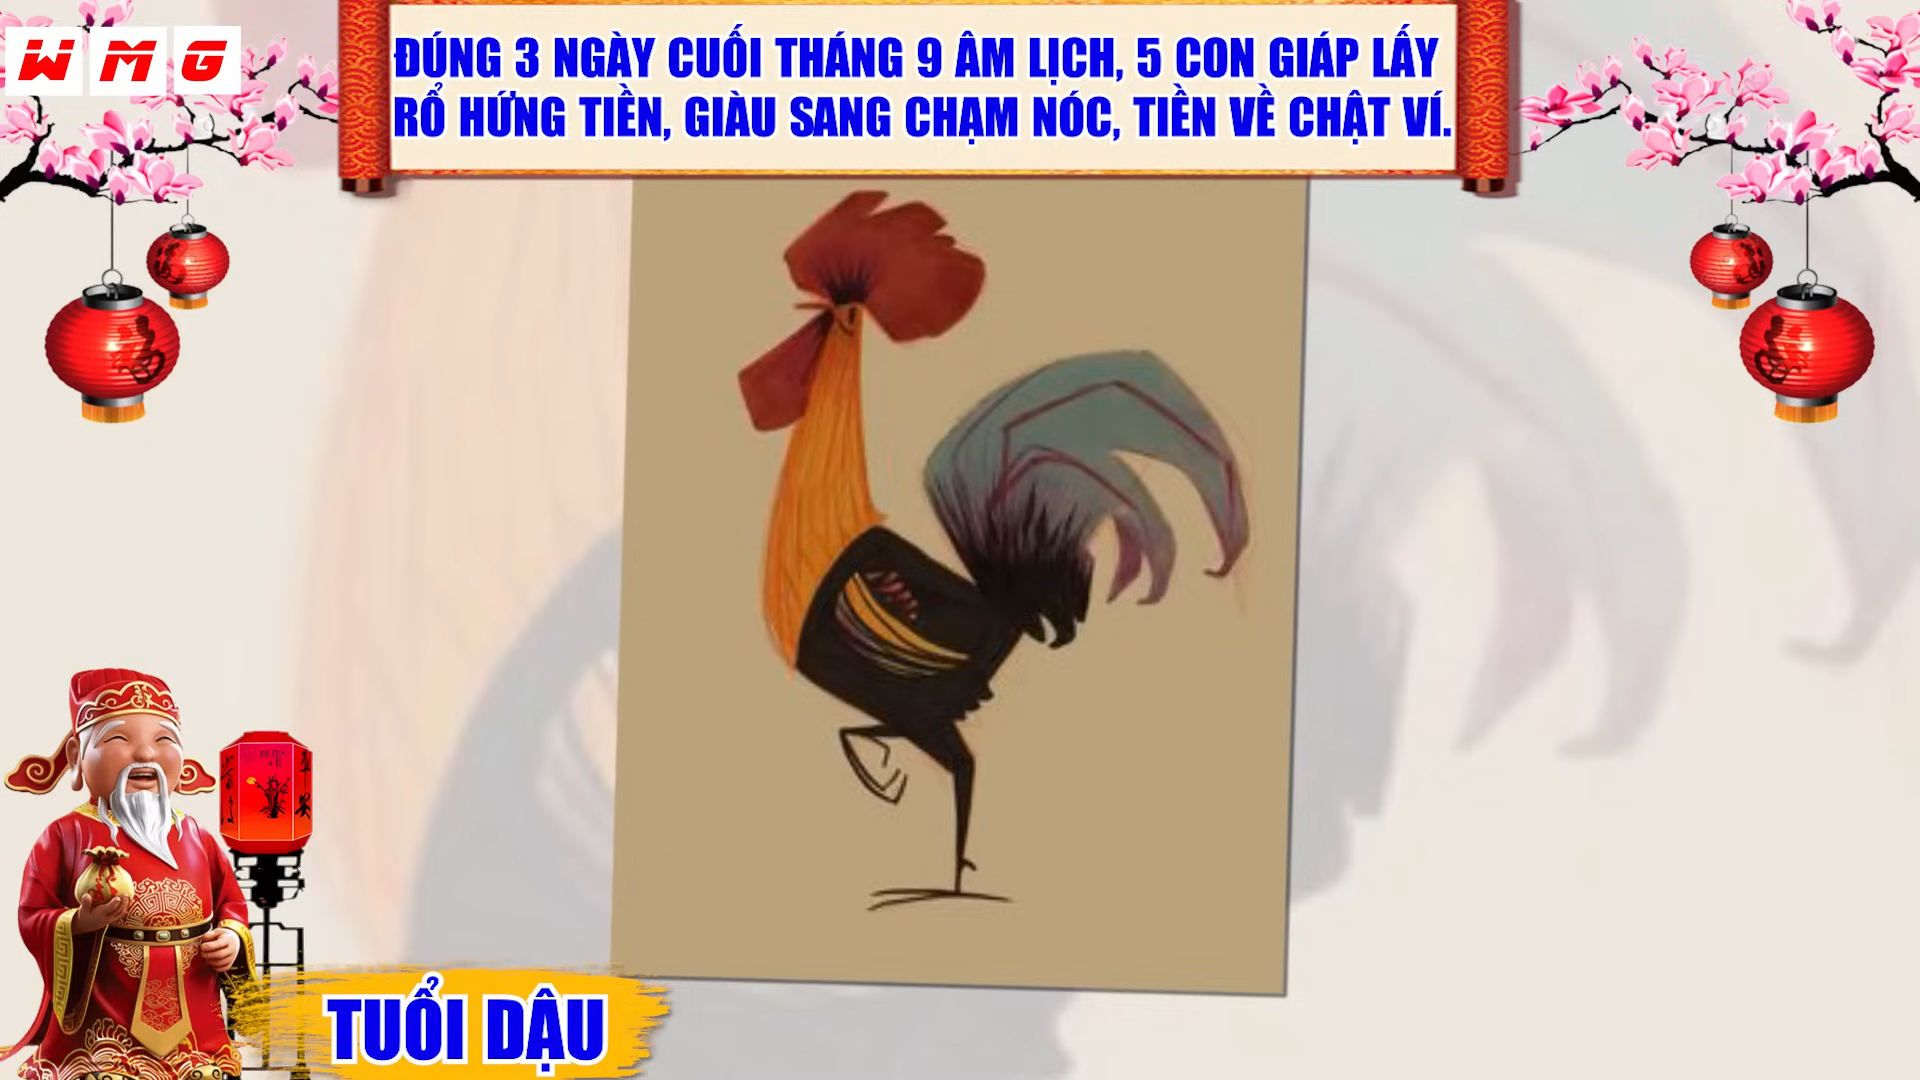 WMG
ĐÚNG 3 NGÀY CUỐI THÁNG 9 ÂM LỊCH, 5 CON GIÁP LẤY
RỔ HỨNG TIỀN, GIÀU SANG CHẠM NÓC, TIỀN VỀ CHẬT VÍ.
TUỔI DẬU